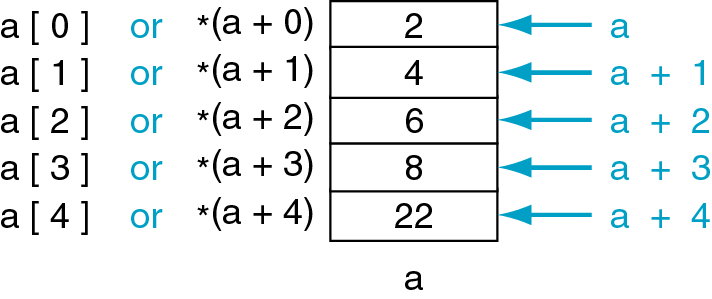 a [ 0 ] or *(a + 0) 2 a
a [ 1 ] or *(a + 1) 4 a + 1
a [ 2 ] or *(a + 2) 6 a + 2
a [ 3 ] or *(a + 3) 8 a + 3
a [ 4 ] or *(a + 4) 22 a + 4
a